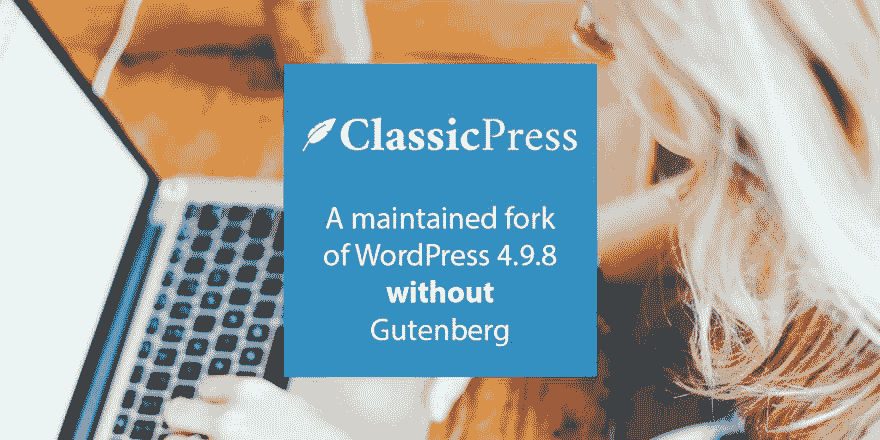 ClassicPress
A maintained fork
of WordPress 4.9.8
without
Gutenberg